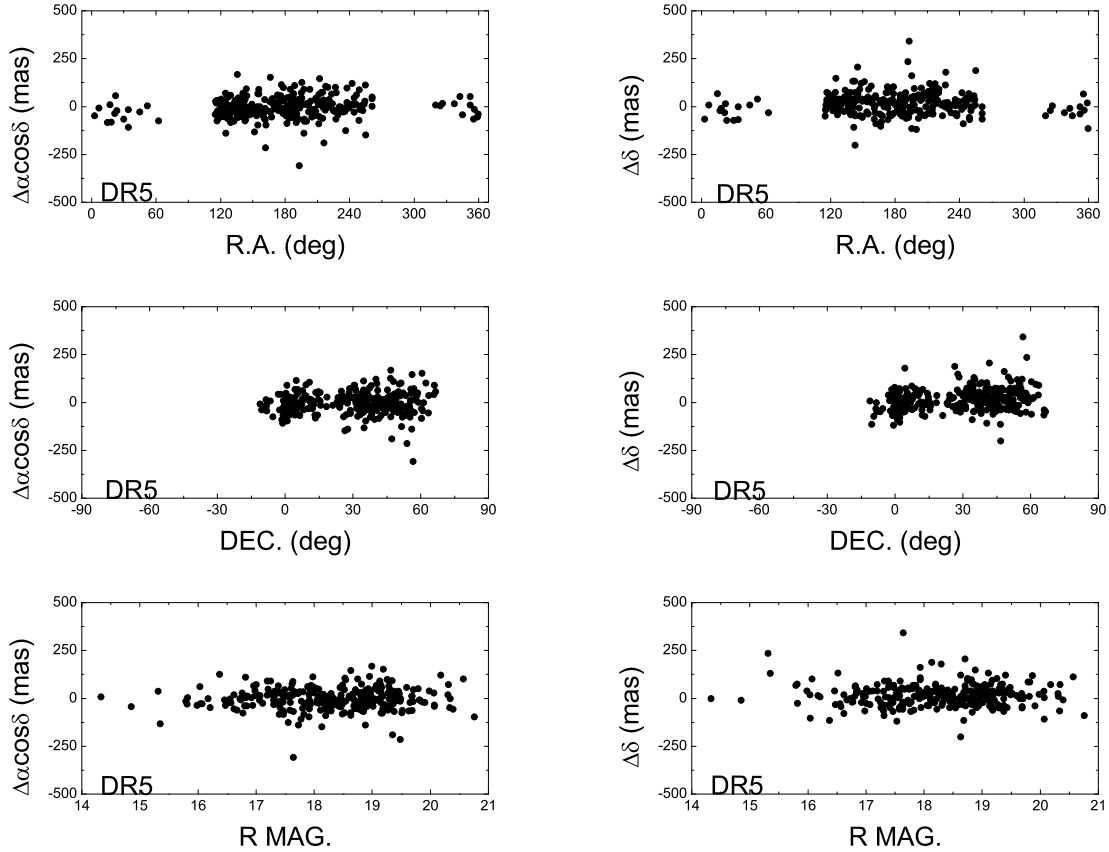 500
250
0
-250
-500
Δαcosδ (mas)
DR5
0 60 120 180 240 300 360
R.A. (deg)
500
250
0
-250
-500
Δδ (mas)
DR5
0 60 120 180 240 300 360
R.A. (deg)
500
250
0
-250
-500
Δαcosδ (mas)
DR5
-90 -60 -30 0 30 60 90
DEC. (deg)
500
250
0
-250
-500
Δδ (mas)
DR5
-90 -60 -30 0 30 60 90
DEC. (deg)
500
250
0
-250
-500
Δαcosδ (mas)
DR5
14 15 16 17 18 19 20 21
R MAG.
500
250
0
-250
-500
Δδ (mas)
DR5
14 15 16 17 18 19 20 21
R MAG.